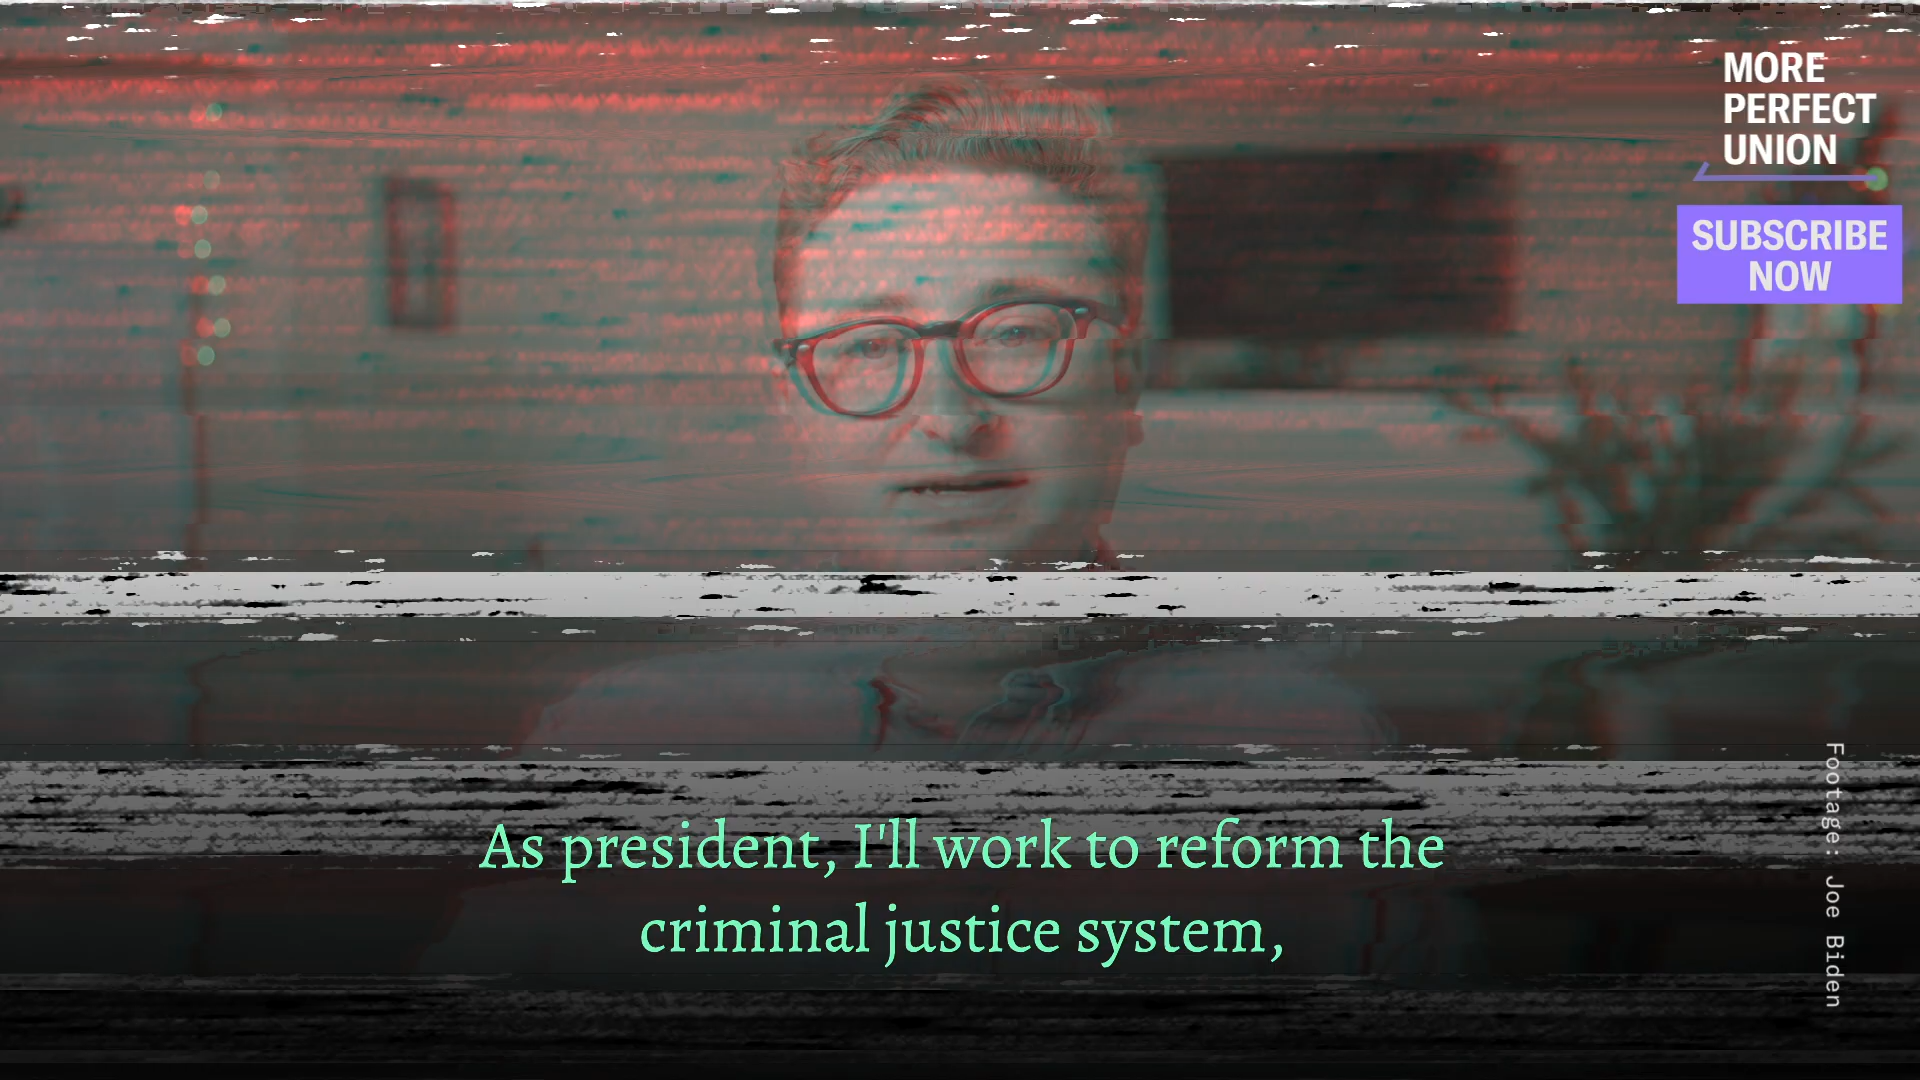 MORE
PERFECT
UNION
SUBSCRIBE
NOW
Footage: Joe Biden
As president, I'll work to reform the
criminal justice system,